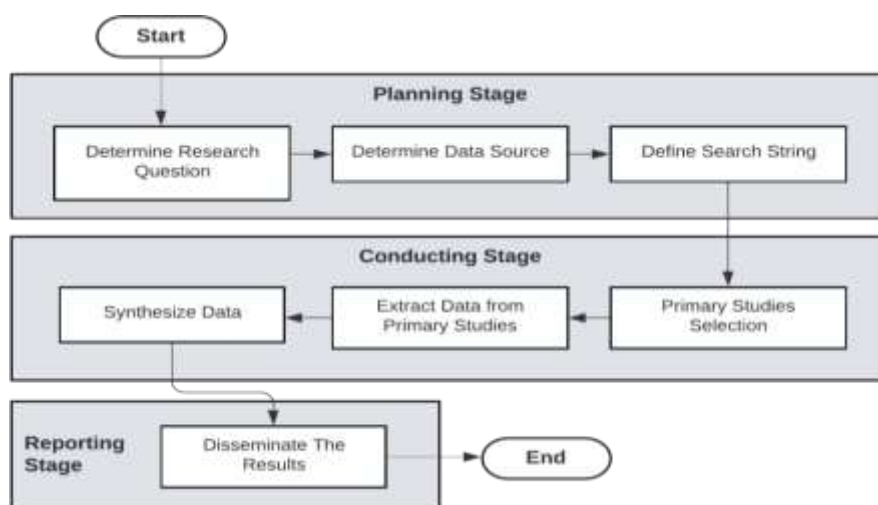 Start
Planning Stage
Determine Research
Question
Determine Data Source
Define Search String
Conducting Stage
Synthesize Data
Extract Data from
Primary Studies
Primary Studies
Selection
Reporting
Stage
Disseminate The
Results
End